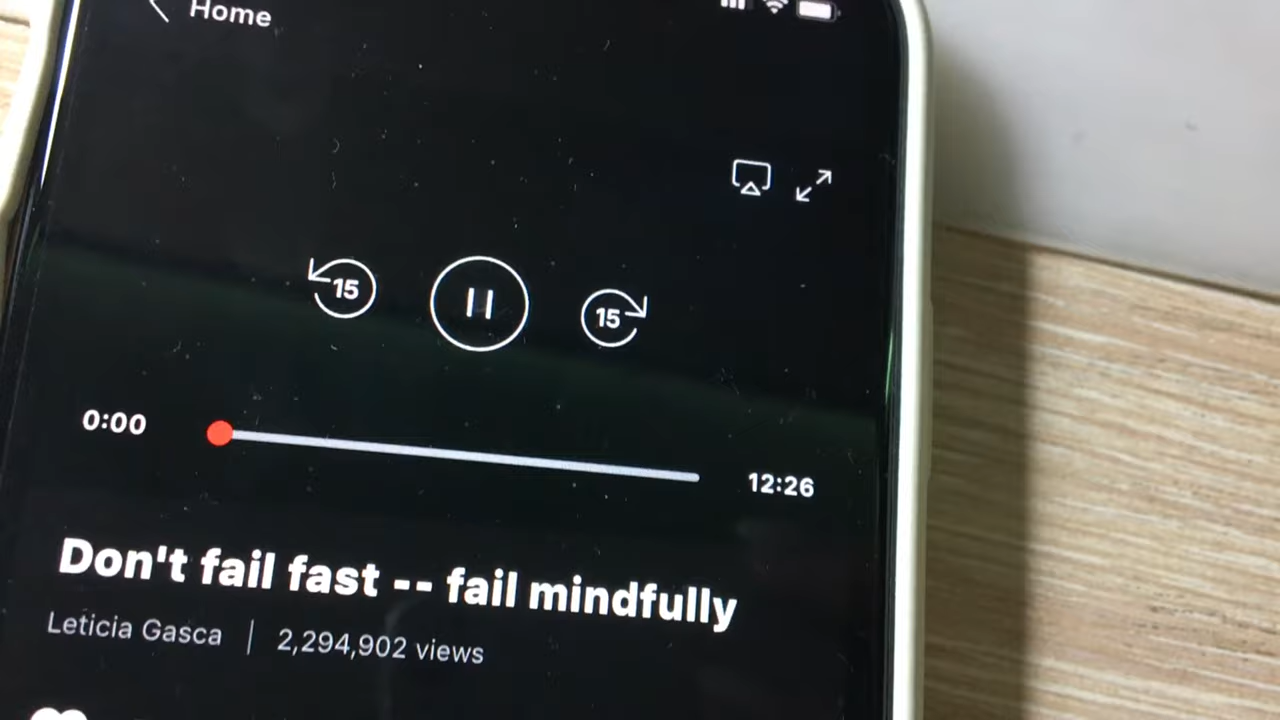 Home
15
15
0:00
12:26
Don't fail fast -- fail mindfully
Leticia Gasca | 2,294,902 views